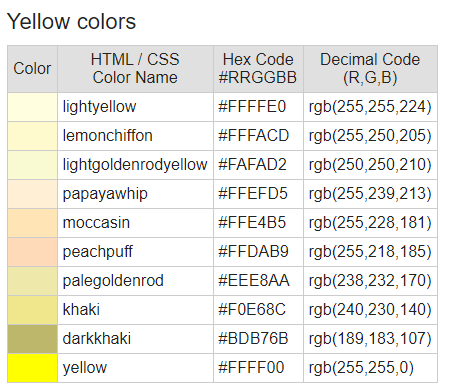 Yellow colors
Color HTML / CSS Color Name Hex Code #RRGGBB Decimal Code (R,G,B)
lightyellow #FFFFE0 rgb(255,255,224)
lemonchiffon #FFFACD rgb(255,250,205)
lightgoldenrodyellow #FAFAD2 rgb(250,250,210)
papayawhip #FFEFD5 rgb(255,239,213)
moccasin #FFE4B5 rgb(255,228,181)
peachpuff #FFDAB9 rgb(255,218,185)
palegoldenrod #EEE8AA rgb(238,232,170)
khaki #F0E68C rgb(240,230,140)
darkkhaki #BDB76B rgb(189,183,107)
yellow #FFFF00 rgb(255,255,0)